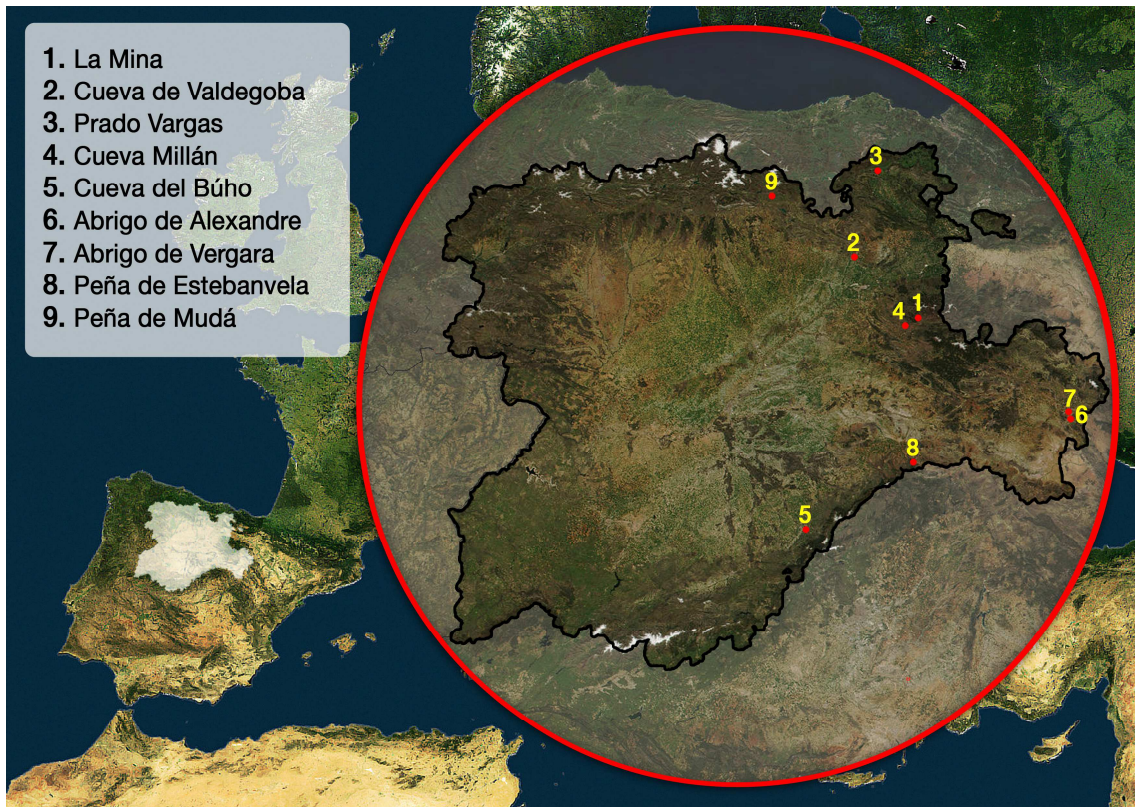 1. La Mina
2. Cueva de Valdegoba
3. Prado Vargas
4. Cueva Millán
5. Cueva del Búho
6. Abrigo de Alexandre
7. Abrigo de Vergara
8. Peña de Estebanvela
9. Peña de Mudá
3
9
2
1
4
7
6
8
5